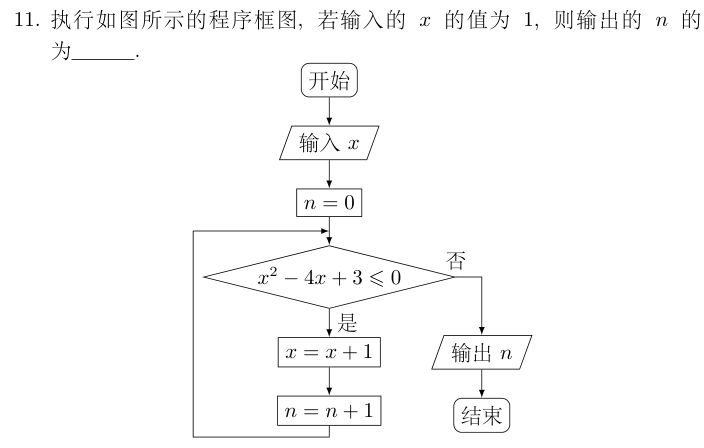 11. 执行如图所示的程序框图, 若输入的 x 的值为 1, 则输出的 n 的
为______.
开始
输入 x
n = 0
x² − 4x + 3 ⩽ 0
否
是
x = x + 1
输出 n
n = n + 1
结束